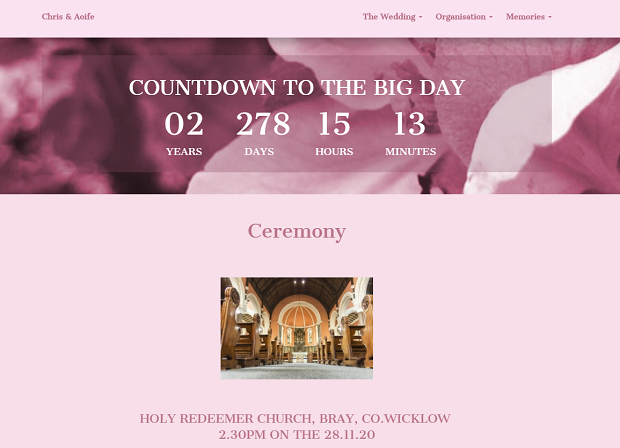 Chris & Aoife
The Wedding
Organisation
Memories
COUNTDOWN TO THE BIG DAY
02 278 15 13
YEARS DAYS HOURS MINUTES
Ceremony
HOLY REDEEMER CHURCH, BRAY, CO.WICKLOW
2.30PM ON THE 28.11.20